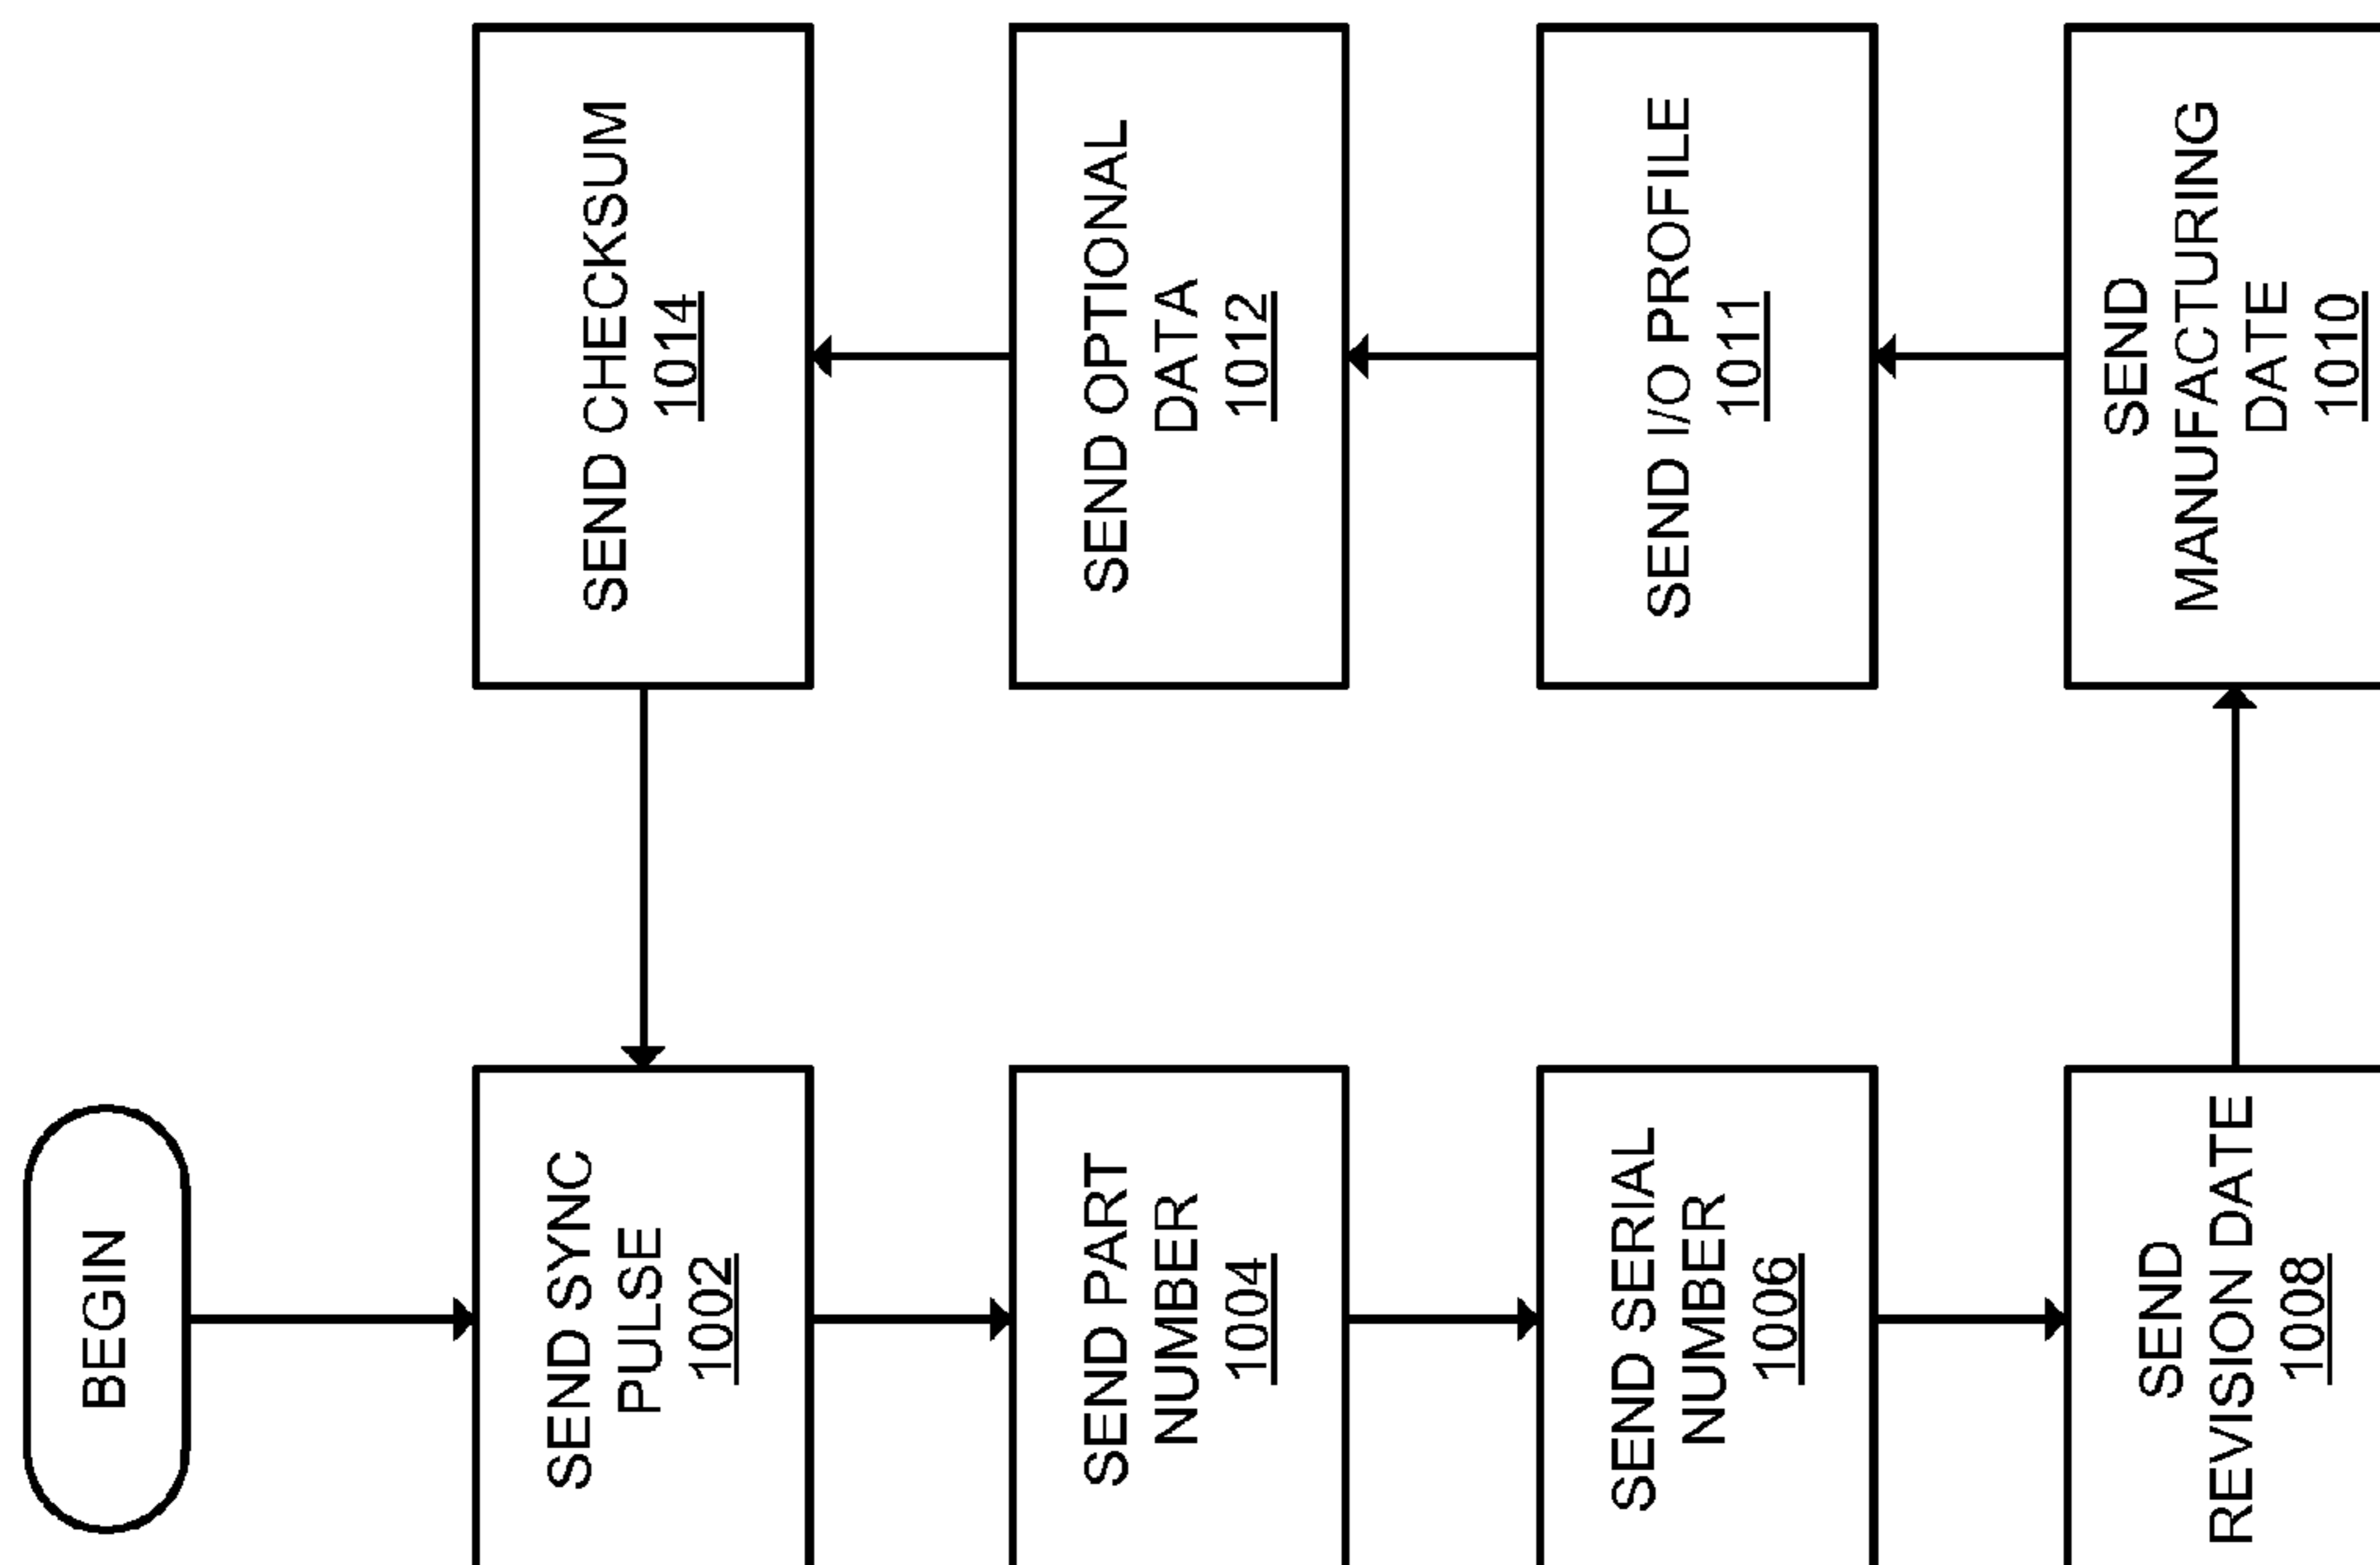 BEGIN
SEND SYNC
PULSE
1002
SEND PART
NUMBER
1004
SEND SERIAL
NUMBER
1006
SEND
REVISION DATE
1008
SEND
MANUFACTURING
DATE
1010
SEND I/O PROFILE
1011
SEND OPTIONAL
DATA
1012
SEND CHECKSUM
1014